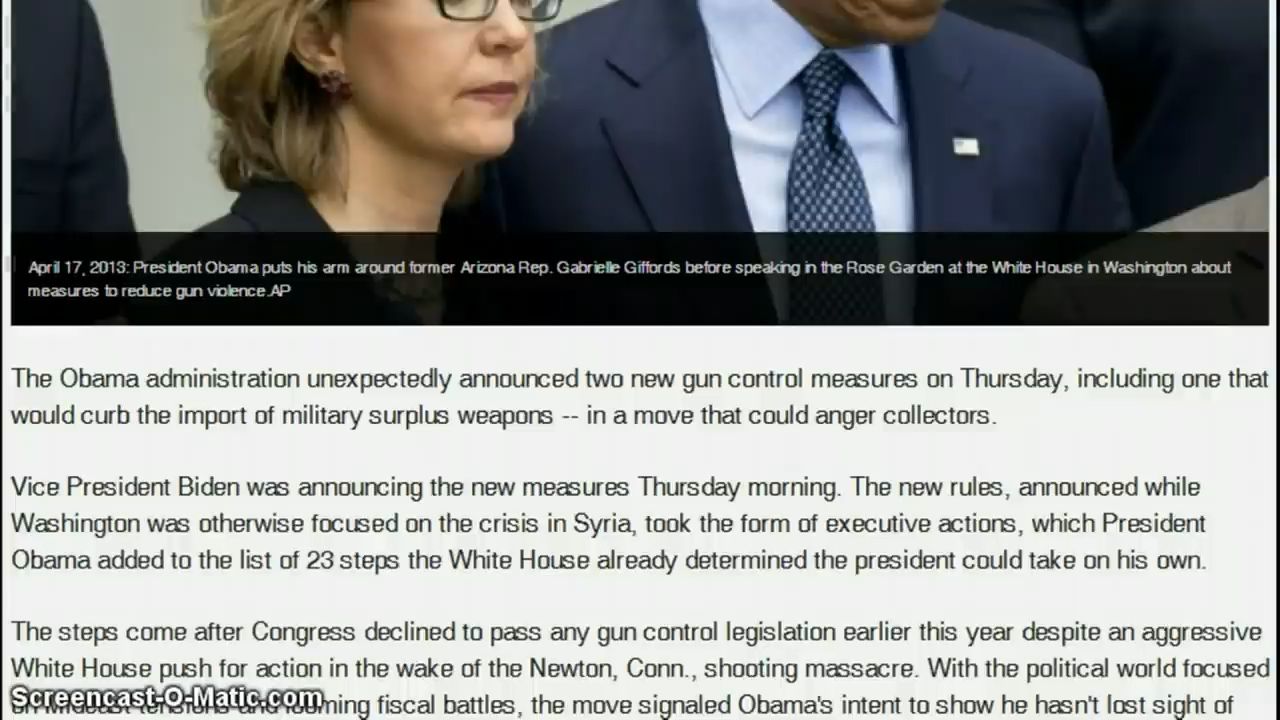 April 17, 2013: President Obama puts his arm around former Arizona Rep. Gabrielle Giffords before speaking in the Rose Garden at the White House in Washington about
measures to reduce gun violence.AP
The Obama administration unexpectedly announced two new gun control measures on Thursday, including one that
would curb the import of military surplus weapons -- in a move that could anger collectors.
Vice President Biden was announcing the new measures Thursday morning. The new rules, announced while
Washington was otherwise focused on the crisis in Syria, took the form of executive actions, which President
Obama added to the list of 23 steps the White House already determined the president could take on his own.
The steps come after Congress declined to pass any gun control legislation earlier this year despite an aggressive
White House push for action in the wake of the Newton, Conn., shooting massacre. With the political world focused
Screencast-O-Matic.com
fiscal battles, the move signaled Obama's intent to show he hasn't lost sight of